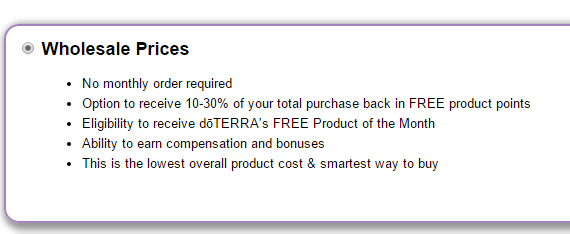 Wholesale Prices
No monthly order required
Option to receive 10-30% of your total purchase back in FREE product points
Eligibility to receive dōTERRA's FREE Product of the Month
Ability to earn compensation and bonuses
This is the lowest overall product cost & smartest way to buy